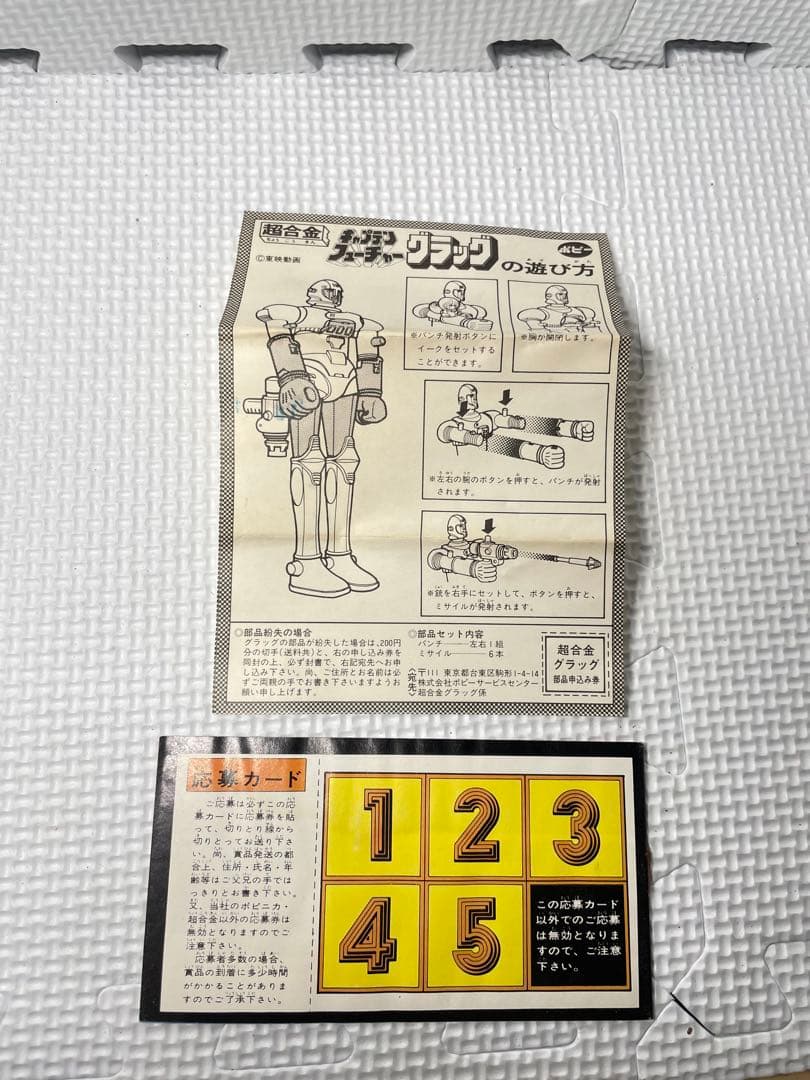 超合金
ちょうごうきん
キャプテン
フューチャー
グラッグ
の遊び方
ポピー
©東映動画
※パンチ発射ボタンに
イークをセットする
ことができます。
※胸が開閉します。
※左右の腕のボタンを押すと、パンチが発射
されます。
※銃を右手にセットして、ボタンを押すと、
ミサイルが発射されます。
◎部品紛失の場合
グラッグの部品が紛失した場合は、200円
分の切手(送料共)と、右の申し込み券を
同封の上、必ず封書で、右記宛先へお申
し込み下さい。尚、ご住所とお名前は必
ずご両親の手でお書き下さいますようお
願い申し上げます。
◎部品セット内容
パンチ――左右1組
ミサイル――6本
〈宛先〉
〒111 東京都台東区駒形1-4-14
株式会社ポピーサービスセンター
超合金グラッグ係
超合金
グラッグ
部品申込み券
応募カード
ご応募は必ずこの応
募カードに応募券を貼
って、切りとり線から
切りとってお送り下さ
い。尚、賞品発送の都
合上、住所・氏名・年
齢等はご父兄の手では
っきりとお書き下さい。
又、当社のポピニカ・
超合金以外の応募券は
無効となりますのでご
注意下さい。
応募者多数の場合、
賞品の到着に多少時間
がかかることがありま
すのでご了承下さい。
1
2
3
4
5
この応募カード
以外でのご応募
は無効となりま
すので、ご注意
下さい。